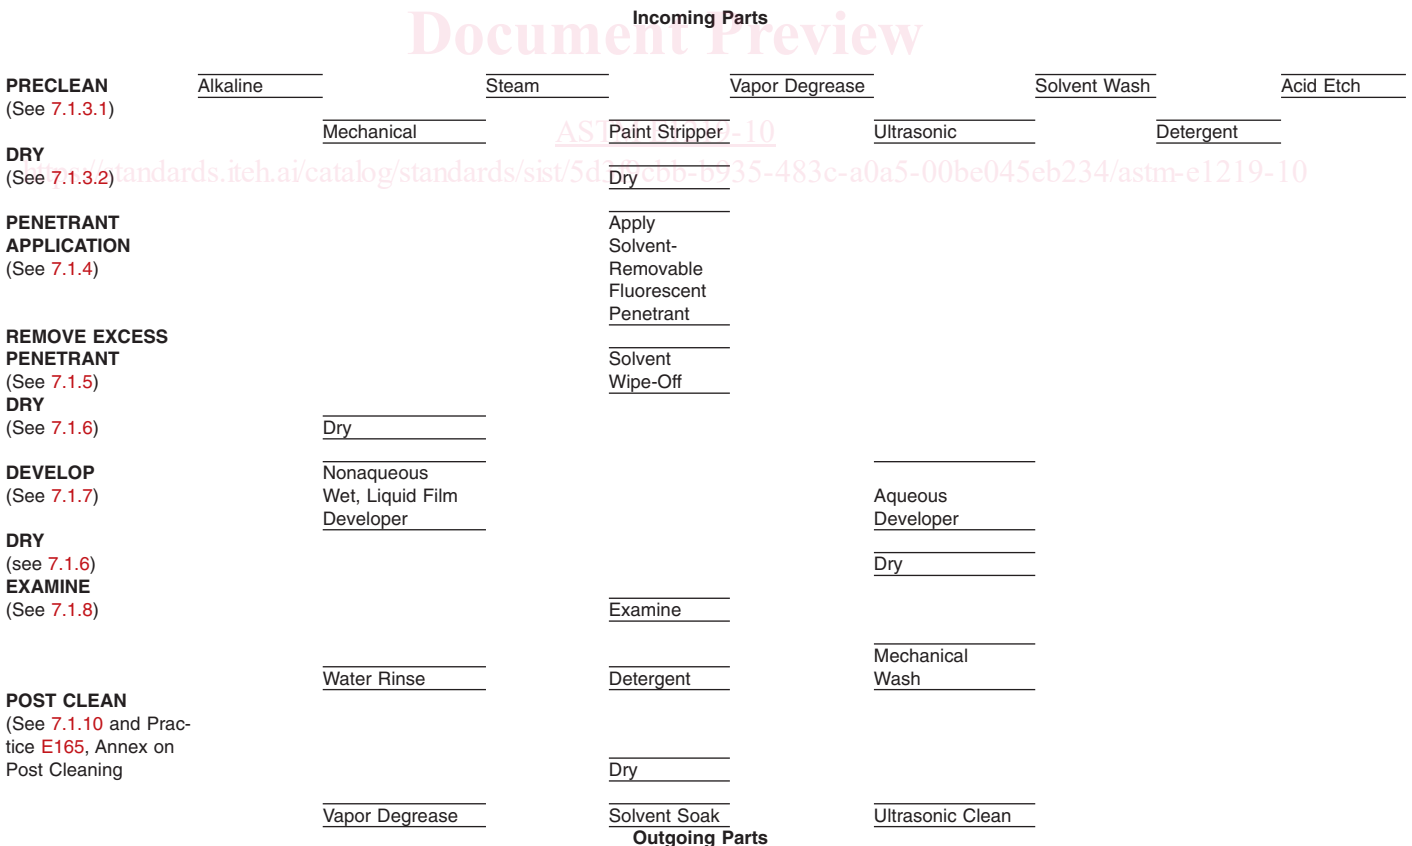 Incoming Parts
Document Preview
PRECLEAN Alkaline Steam Vapor Degrease Solvent Wash Acid Etch
(See 7.1.3.1)
Mechanical Paint Stripper Ultrasonic Detergent
DRY
(See 7.1.3.2) Dry
PENETRANT Apply
APPLICATION Solvent-
(See 7.1.4) Removable
Fluorescent
Penetrant
REMOVE EXCESS
PENETRANT Solvent
(See 7.1.5) Wipe-Off
DRY
(See 7.1.6) Dry
DEVELOP Nonaqueous
(See 7.1.7) Wet, Liquid Film Aqueous
Developer Developer
DRY
(see 7.1.6) Dry
EXAMINE
(See 7.1.8) Examine
Mechanical
Water Rinse Detergent Wash
POST CLEAN
(See 7.1.10 and Prac-
tice E165, Annex on
Post Cleaning Dry
Vapor Degrease Solvent Soak Ultrasonic Clean
Outgoing Parts